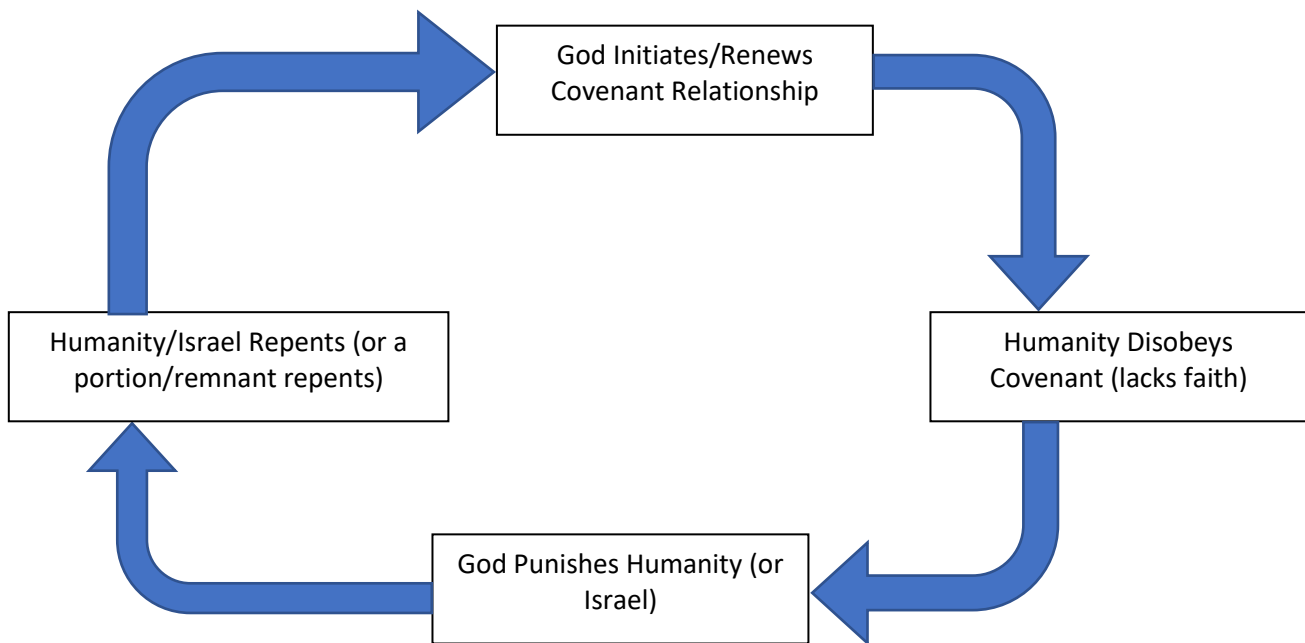 God Initiates/Renews
Covenant Relationship
Humanity Disobeys
Covenant (lacks faith)
God Punishes Humanity (or
Israel)
Humanity/Israel Repents (or a
portion/remnant repents)